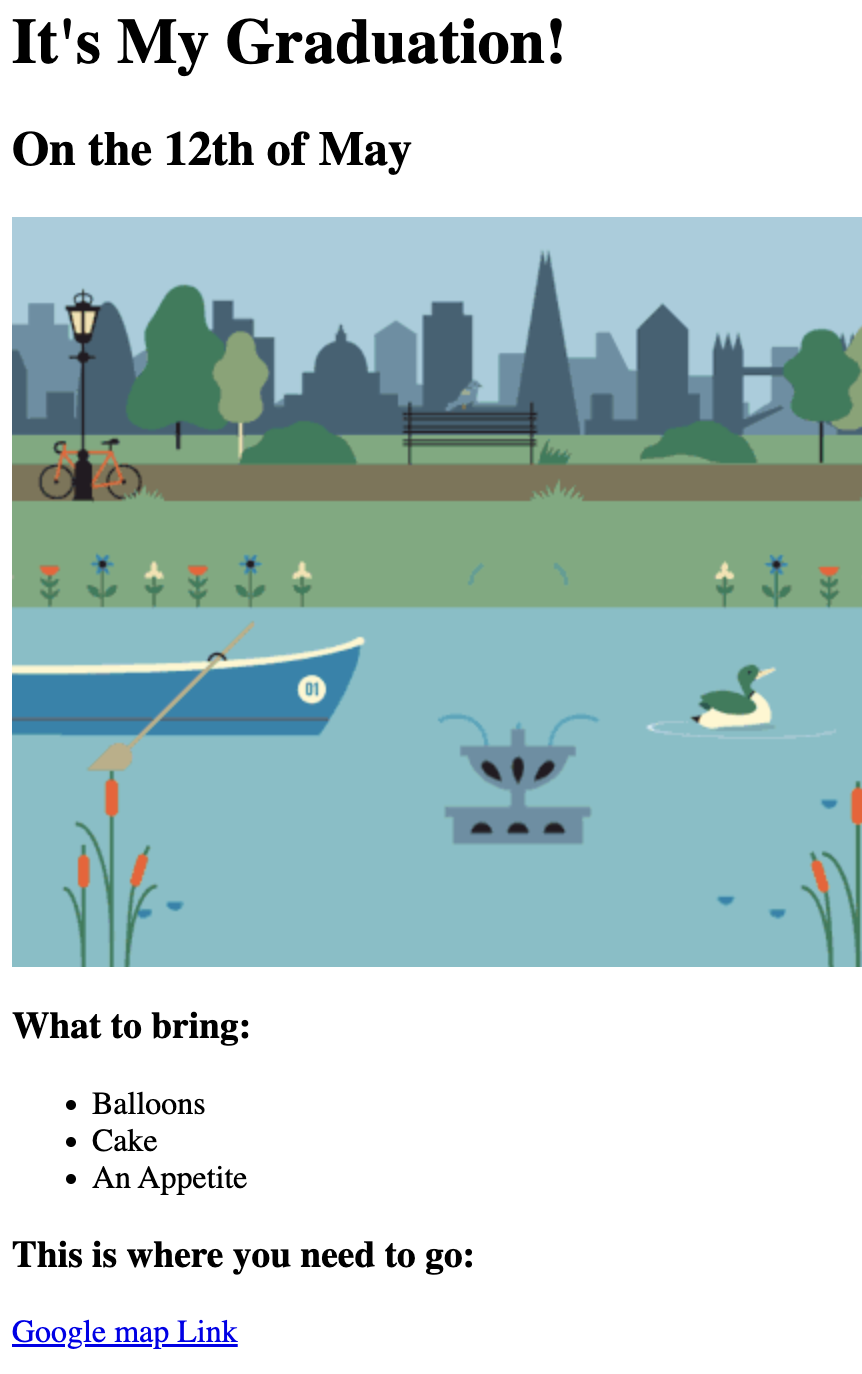 It's My Graduation!
On the 12th of May
01
What to bring:
Balloons
Cake
An Appetite
This is where you need to go:
Google map Link